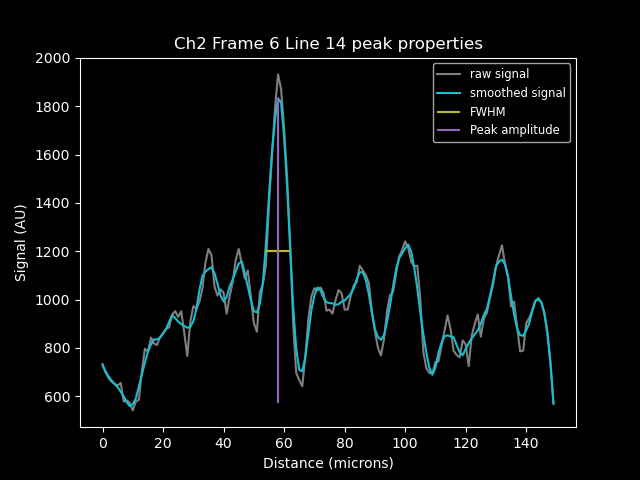 Ch2 Frame 6 Line 14 peak properties
raw signal
smoothed signal
FWHM
Peak amplitude
Signal (AU)
2000
1800
1600
1400
1200
1000
800
600
0 20 40 60 80 100 120 140
Distance (microns)